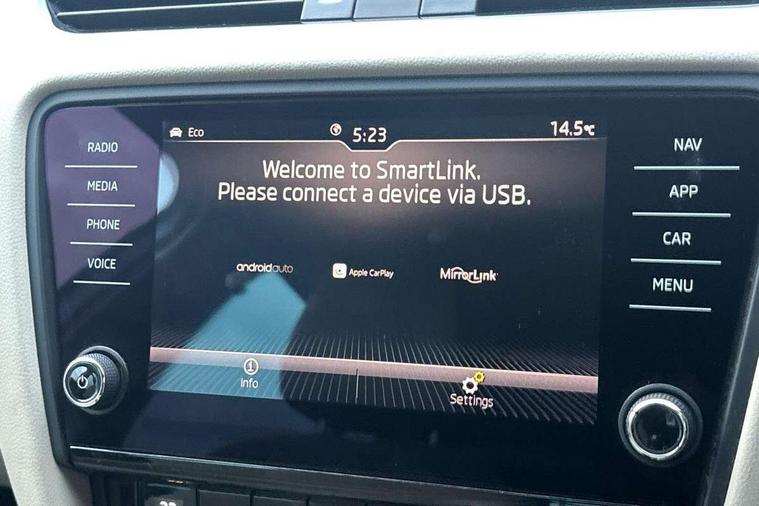 Eco
5:23
14.5°C
Welcome to SmartLink.
Please connect a device via USB.
RADIO
MEDIA
PHONE
VOICE
NAV
APP
CAR
MENU
androidauto
Apple CarPlay
MirrorLink
Info
Settings